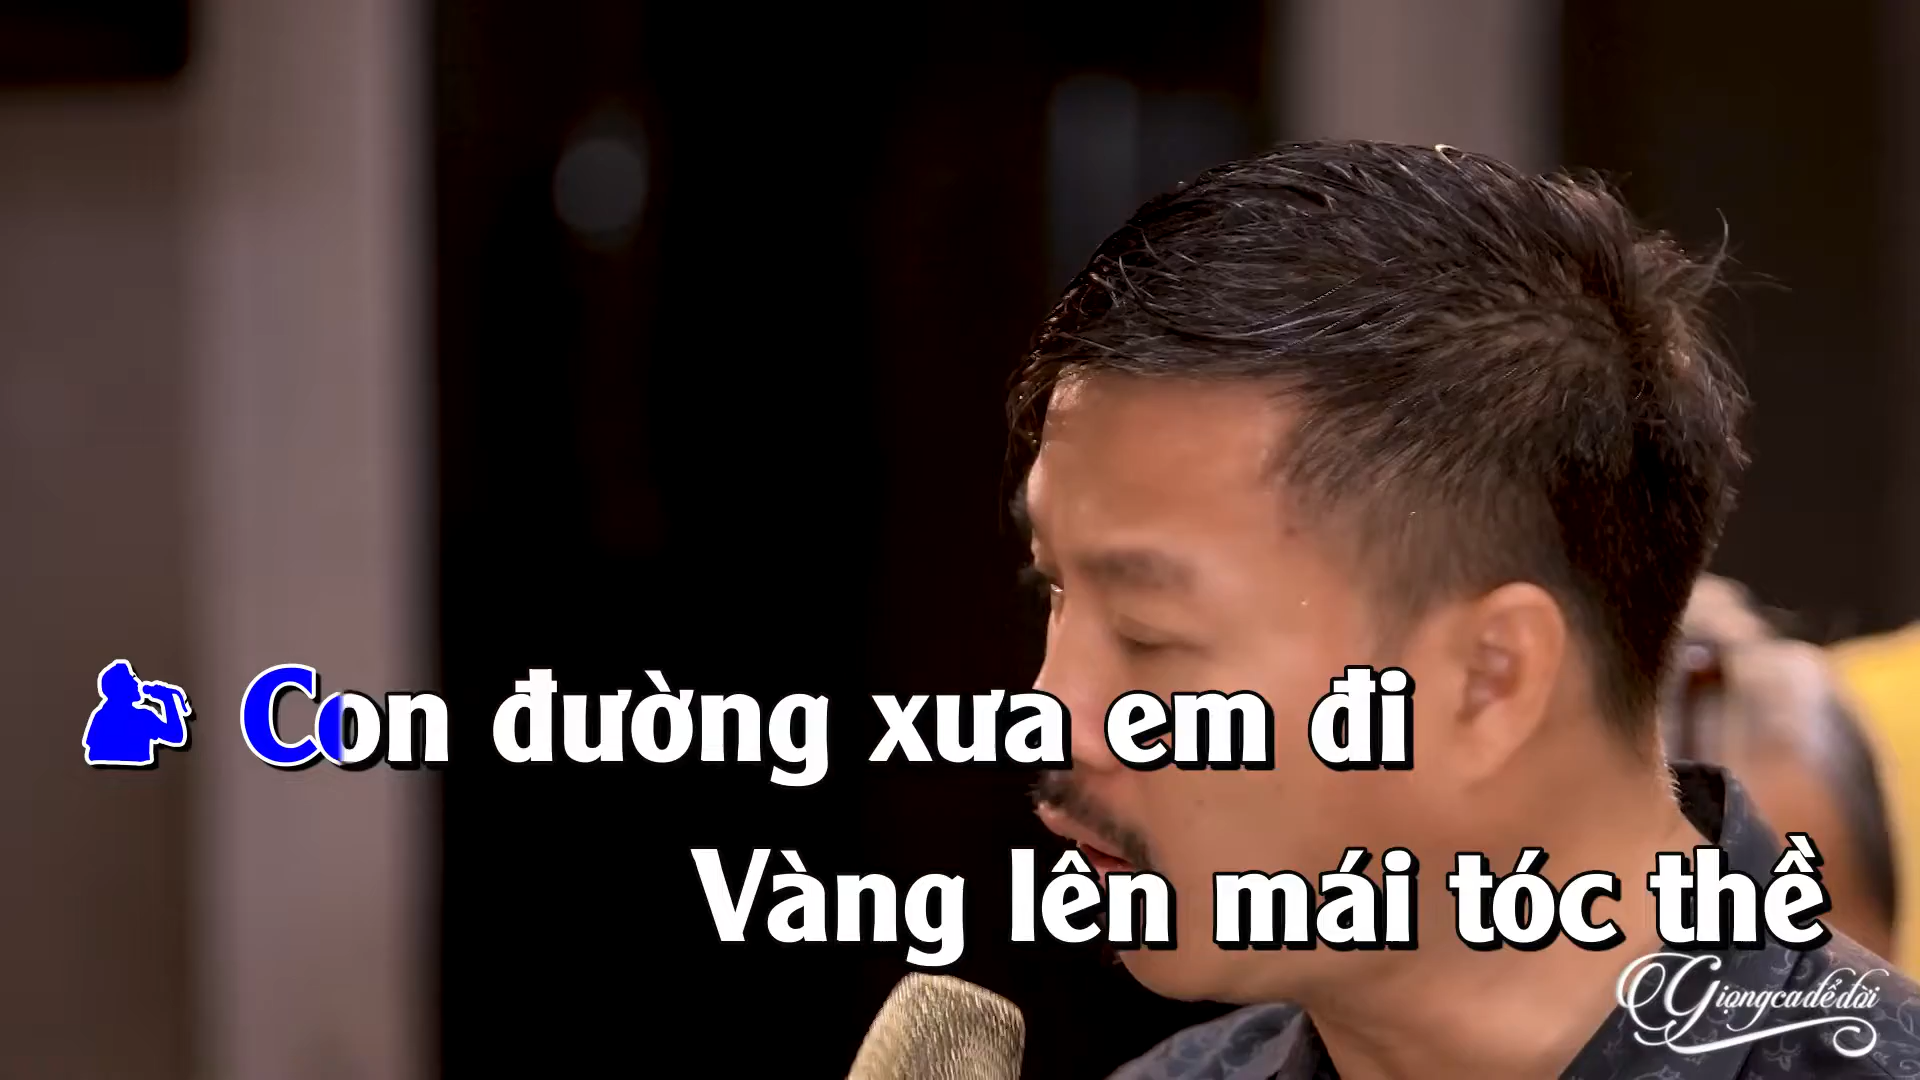 Con đường xưa em đi
Vàng lên mái tóc thề
Giọngcađểđời